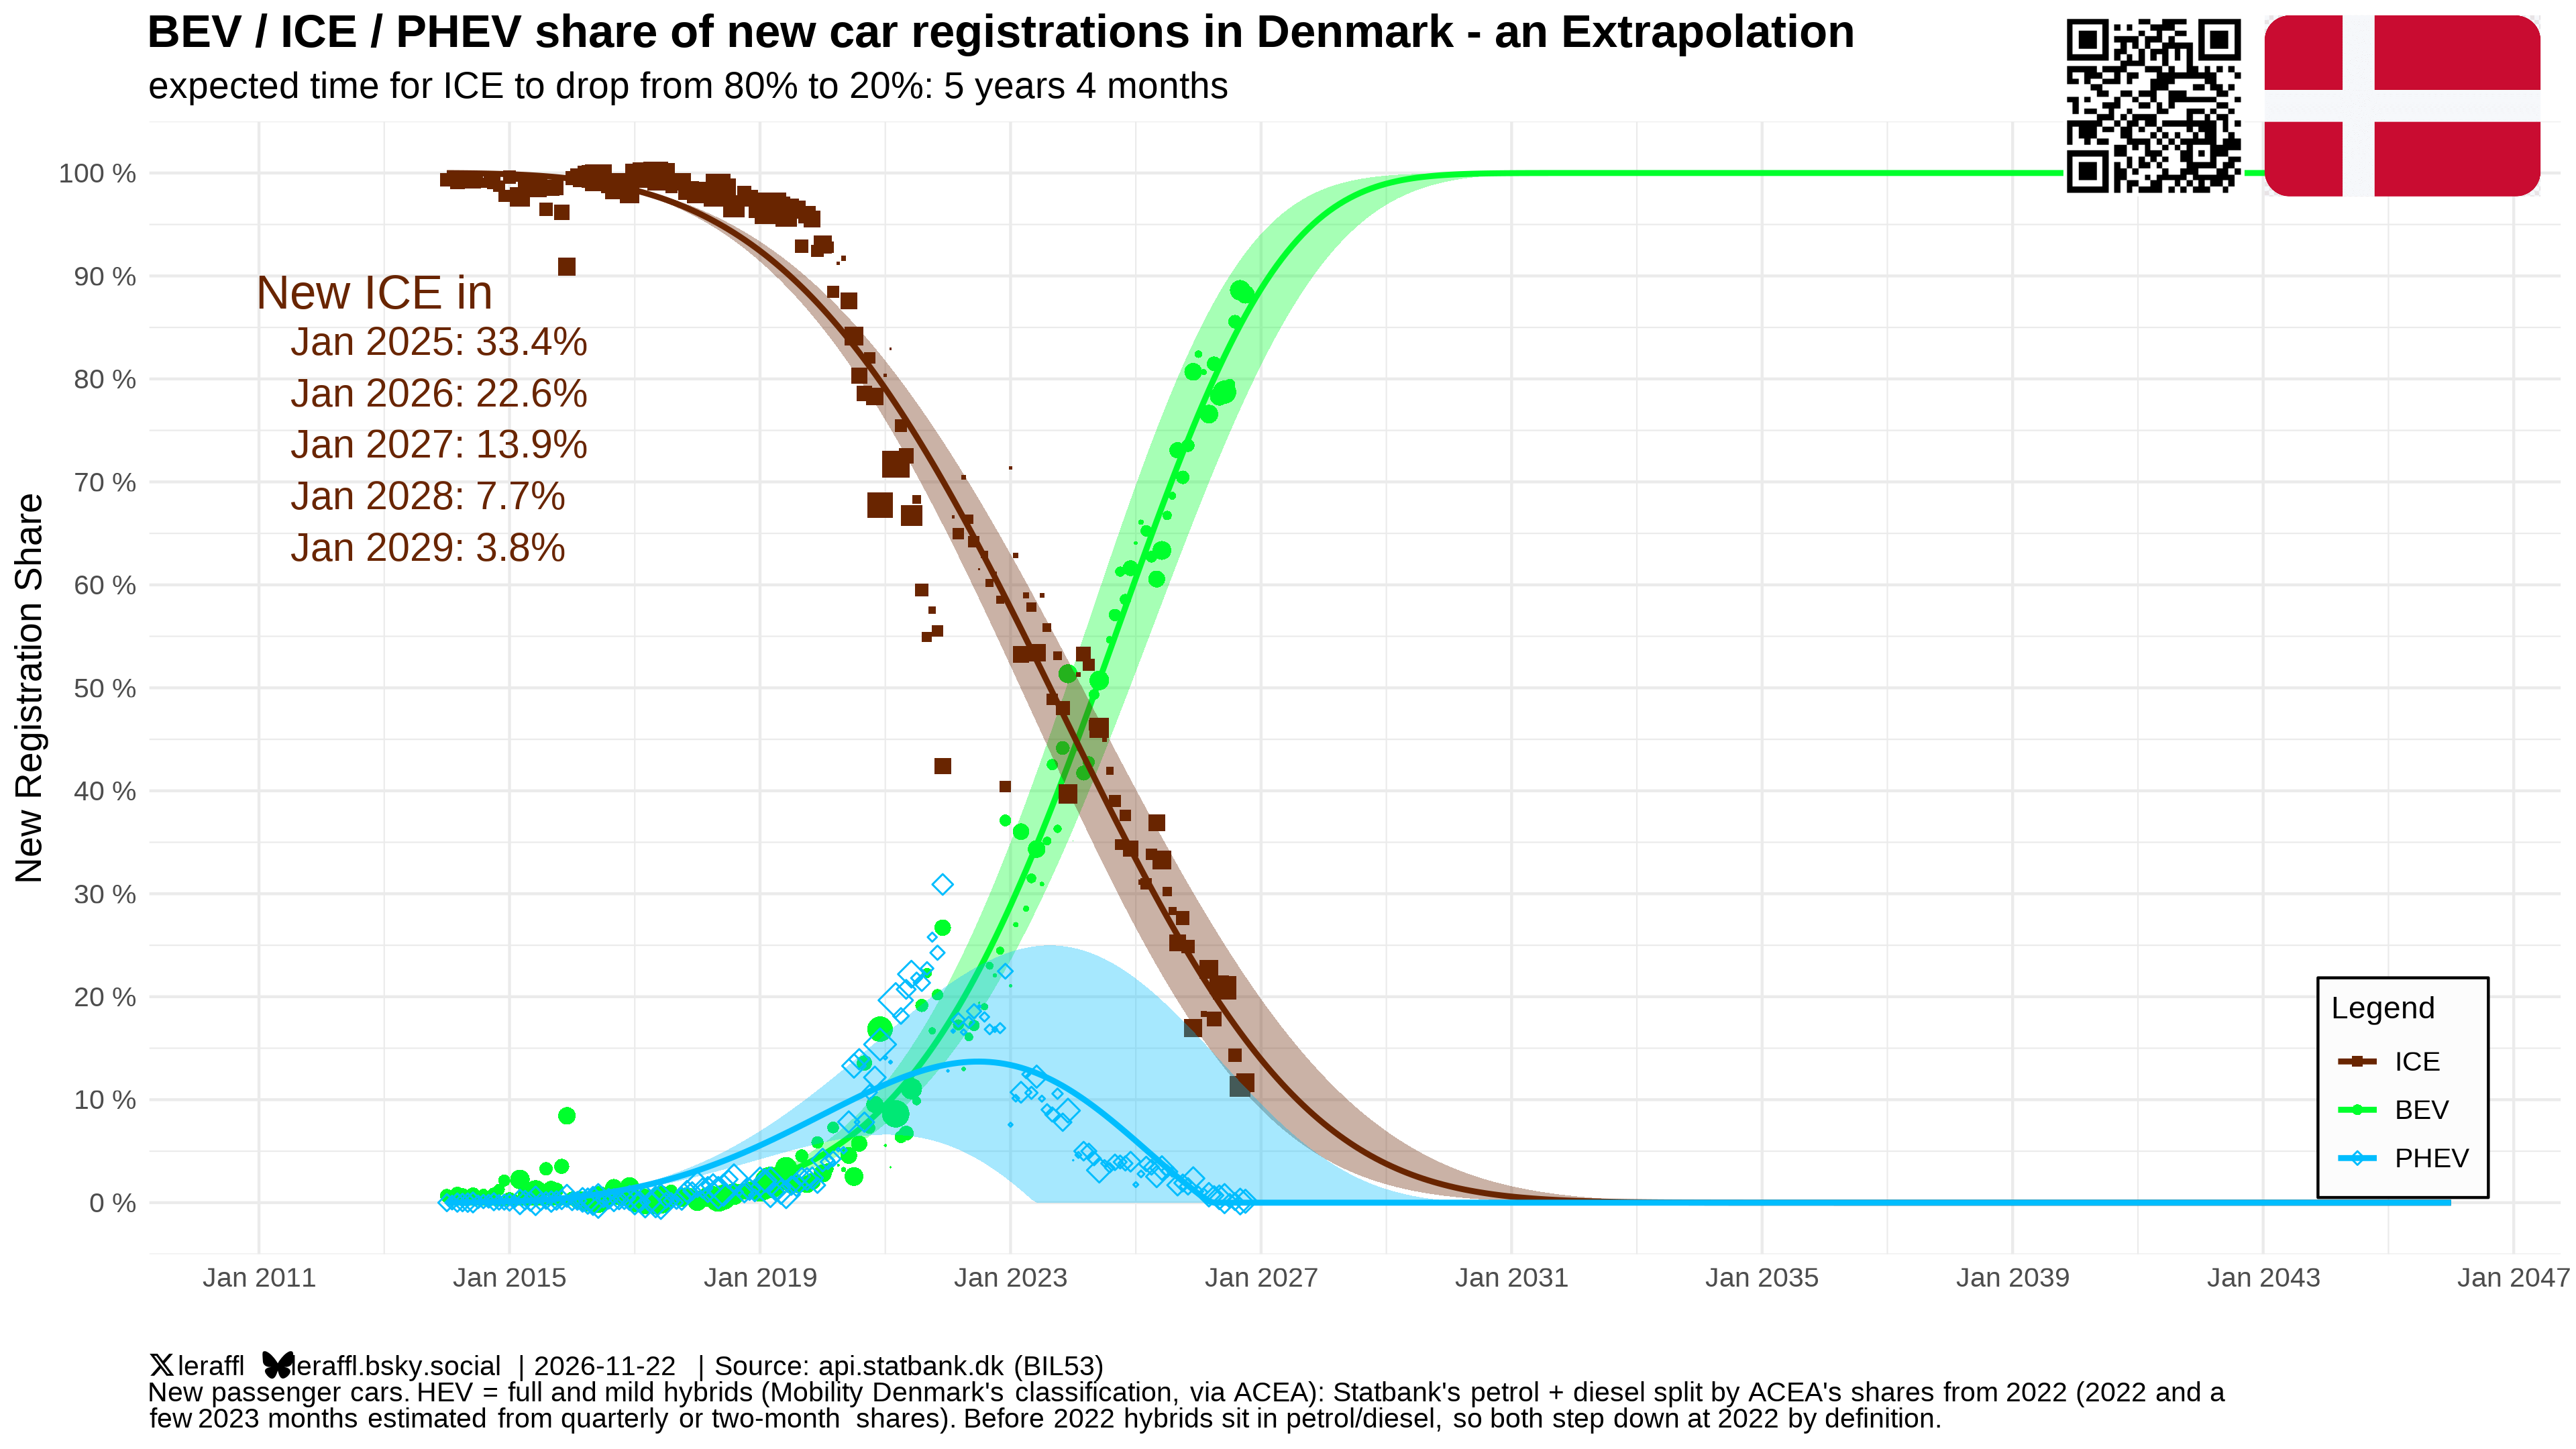 BEV / ICE / PHEV share of new car registrations in Denmark - an Extrapolation
expected time for ICE to drop from 80% to 20%: 5 years 4 months
New Registration Share
100 %
90 %
80 %
70 %
60 %
50 %
40 %
30 %
20 %
10 %
0 %
New ICE in
Jan 2025: 33.4%
Jan 2026: 22.6%
Jan 2027: 13.9%
Jan 2028: 7.7%
Jan 2029: 3.8%
Legend
ICE
BEV
PHEV
Jan 2011 Jan 2015 Jan 2019 Jan 2023 Jan 2027 Jan 2031 Jan 2035 Jan 2039 Jan 2043 Jan 2047
leraffl leraffl.bsky.social | 2026-11-22 | Source: api.statbank.dk (BIL53)
New passenger cars. HEV = full and mild hybrids (Mobility Denmark's classification, via ACEA): Statbank's petrol + diesel split by ACEA's shares from 2022 (2022 and a
few 2023 months estimated from quarterly or two-month shares). Before 2022 hybrids sit in petrol/diesel, so both step down at 2022 by definition.